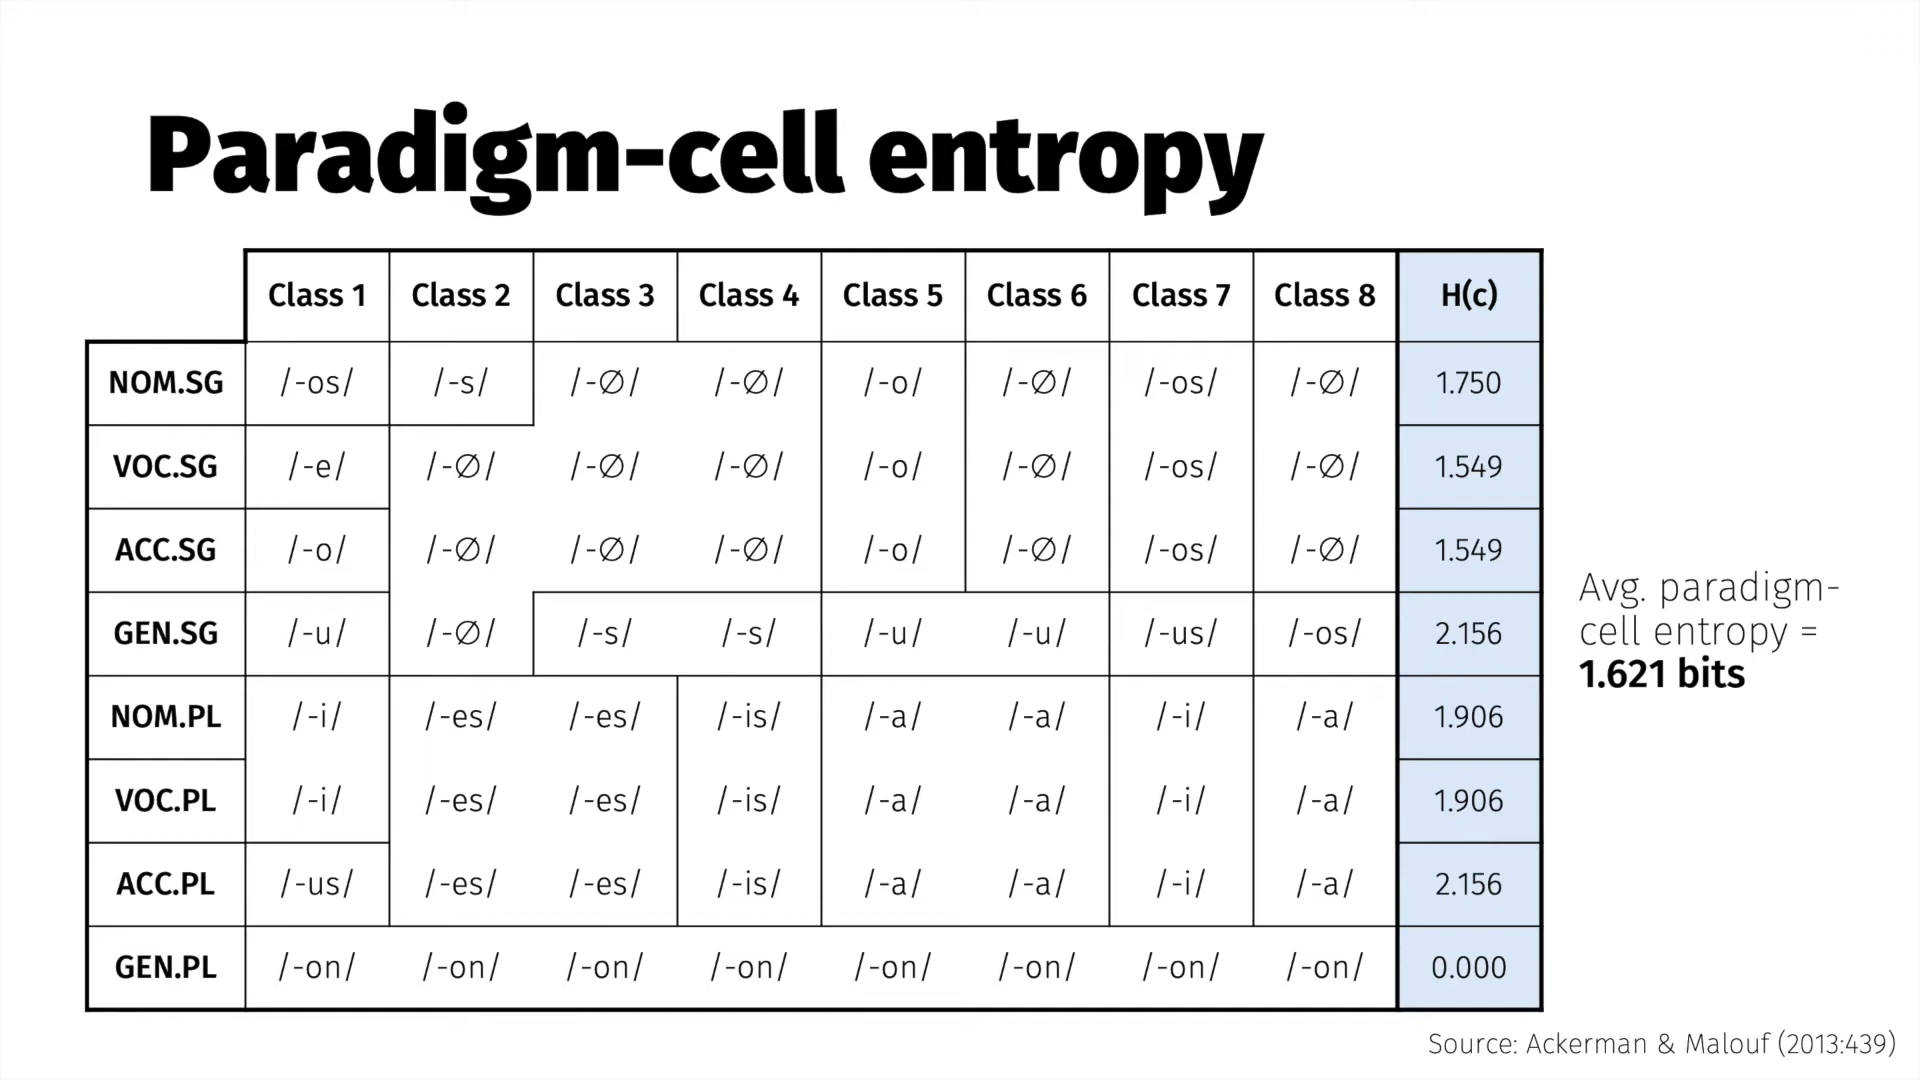 Paradigm-cell entropy
Class 1 Class 2 Class 3 Class 4 Class 5 Class 6 Class 7 Class 8 H(c)
NOM.SG /-os/ /-s/ /-∅/ /-∅/ /-o/ /-∅/ /-os/ /-∅/ 1.750
VOC.SG /-e/ /-∅/ /-∅/ /-∅/ /-o/ /-∅/ /-os/ /-∅/ 1.549
ACC.SG /-o/ /-∅/ /-∅/ /-∅/ /-o/ /-∅/ /-os/ /-∅/ 1.549
GEN.SG /-u/ /-∅/ /-s/ /-s/ /-u/ /-u/ /-us/ /-os/ 2.156
NOM.PL /-i/ /-es/ /-es/ /-is/ /-a/ /-a/ /-i/ /-a/ 1.906
VOC.PL /-i/ /-es/ /-es/ /-is/ /-a/ /-a/ /-i/ /-a/ 1.906
ACC.PL /-us/ /-es/ /-es/ /-is/ /-a/ /-a/ /-i/ /-a/ 2.156
GEN.PL /-on/ /-on/ /-on/ /-on/ /-on/ /-on/ /-on/ /-on/ 0.000
Avg. paradigm-
cell entropy =
1.621 bits
Source: Ackerman & Malouf (2013:439)